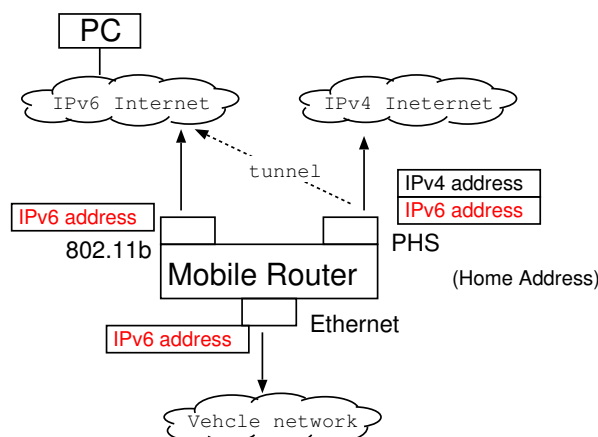 PC
IPv6 Internet
IPv4 Ineternet
tunnel
IPv4 address
IPv6 address
IPv6 address
802.11b
PHS
Mobile Router
(Home Address)
Ethernet
IPv6 address
Vehcle network